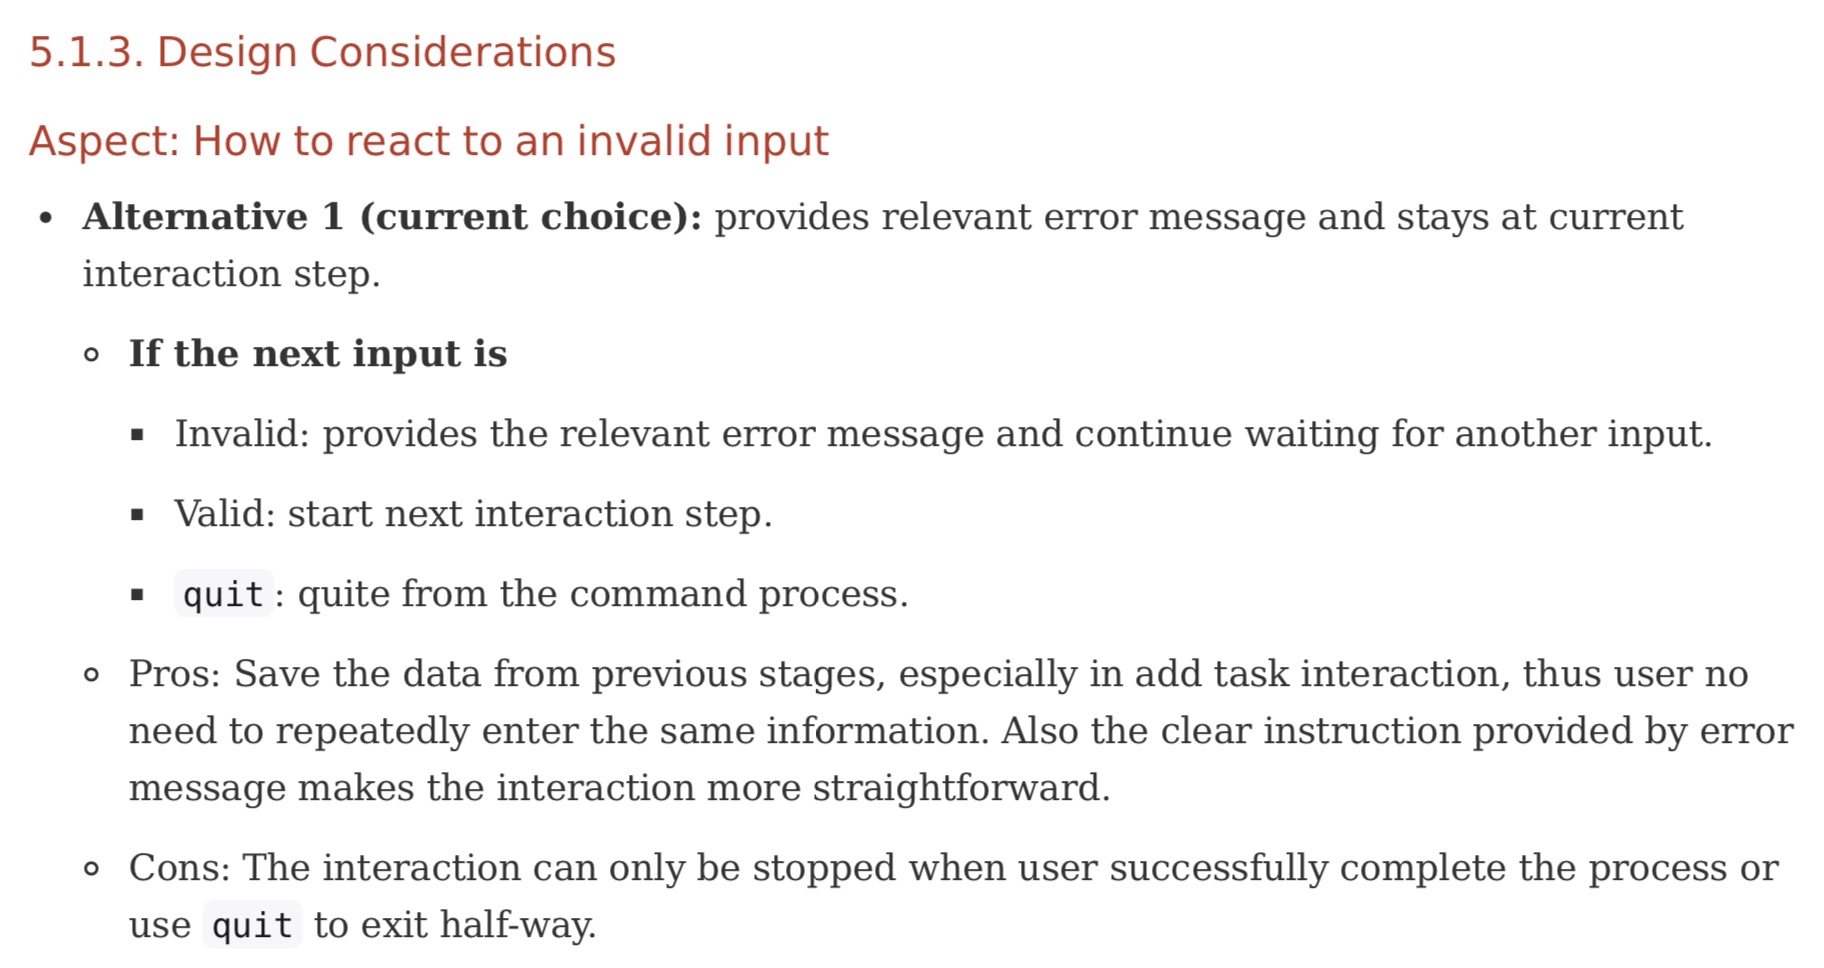 5.1.3. Design Considerations
Aspect: How to react to an invalid input
• Alternative 1 (current choice): provides relevant error message and stays at current
interaction step.
◦ If the next input is
▪ Invalid: provides the relevant error message and continue waiting for another input.
▪ Valid: start next interaction step.
▪ quit: quite from the command process.
◦ Pros: Save the data from previous stages, especially in add task interaction, thus user no
need to repeatedly enter the same information. Also the clear instruction provided by error
message makes the interaction more straightforward.
◦ Cons: The interaction can only be stopped when user successfully complete the process or
use quit to exit half-way.